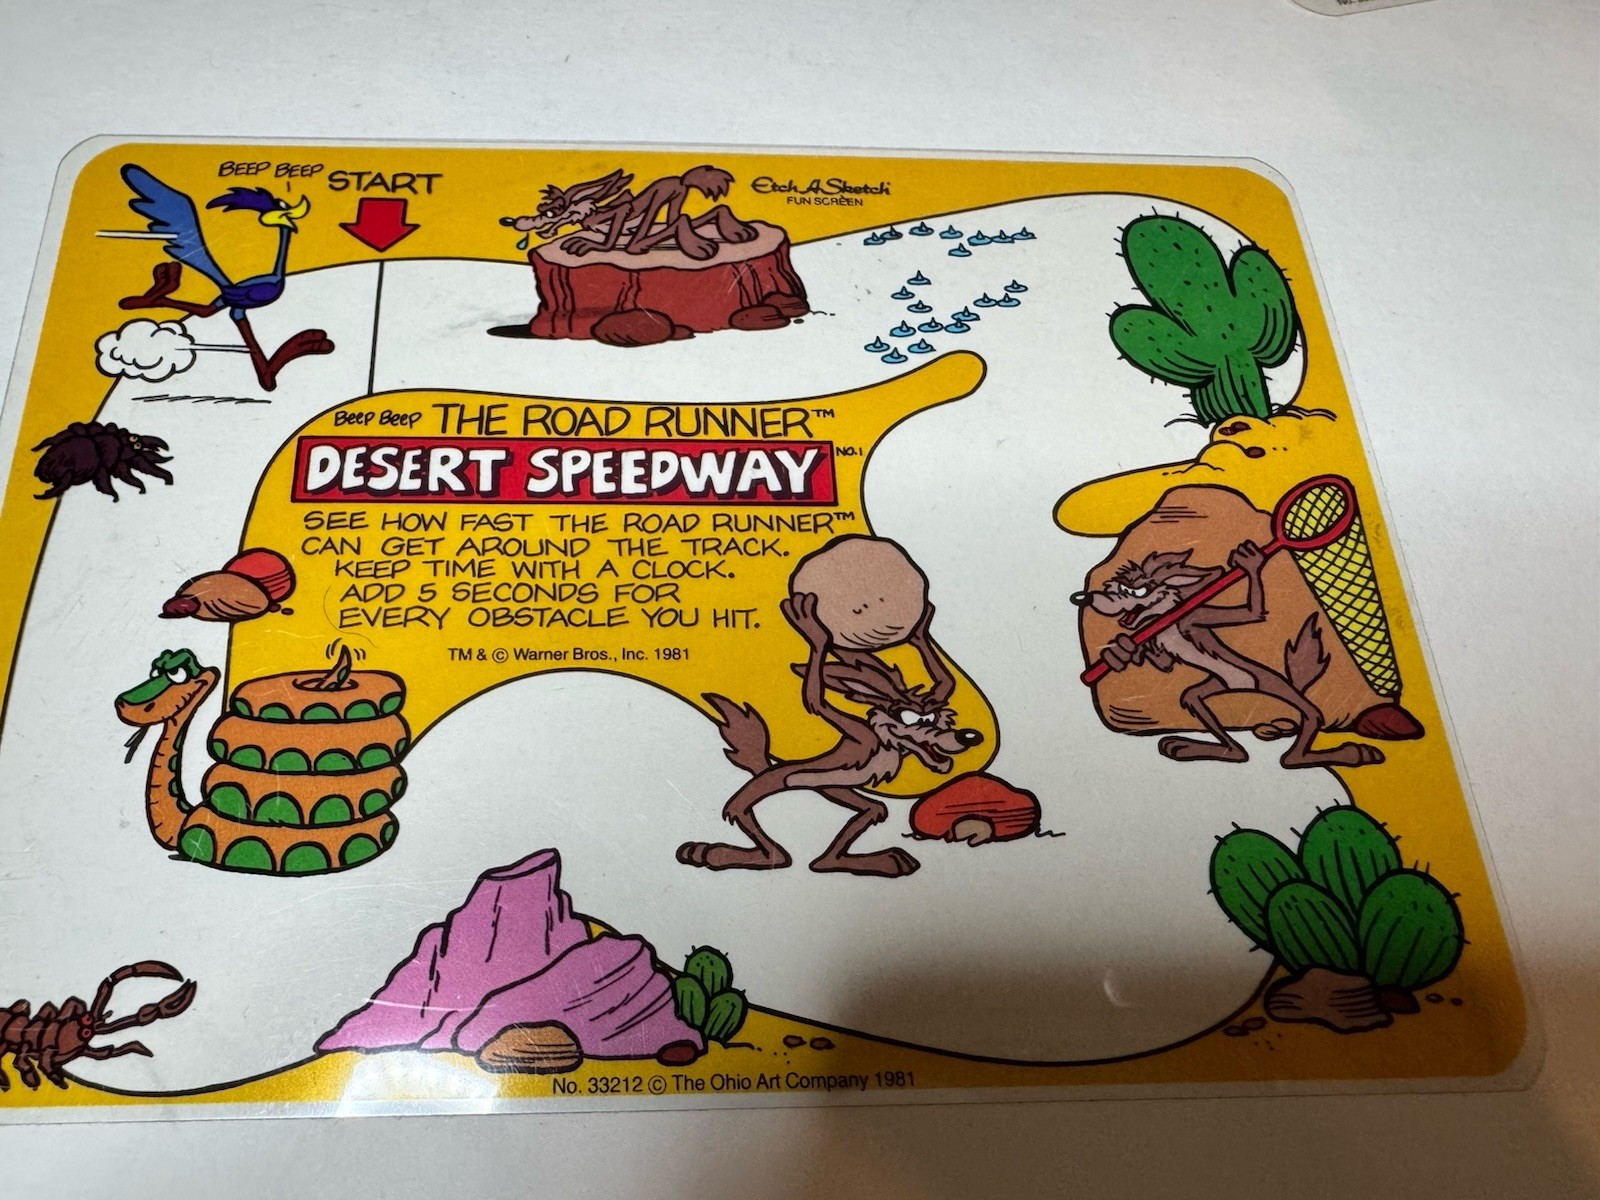 BEEP BEEP
START
Etch A Sketch
FUN SCREEN
BEEP BEEP THE ROAD RUNNER™
DESERT SPEEDWAY NO. 1
SEE HOW FAST THE ROAD RUNNER™
CAN GET AROUND THE TRACK.
KEEP TIME WITH A CLOCK.
ADD 5 SECONDS FOR
EVERY OBSTACLE YOU HIT.
TM & © Warner Bros., Inc. 1981
No. 33212 © The Ohio Art Company 1981